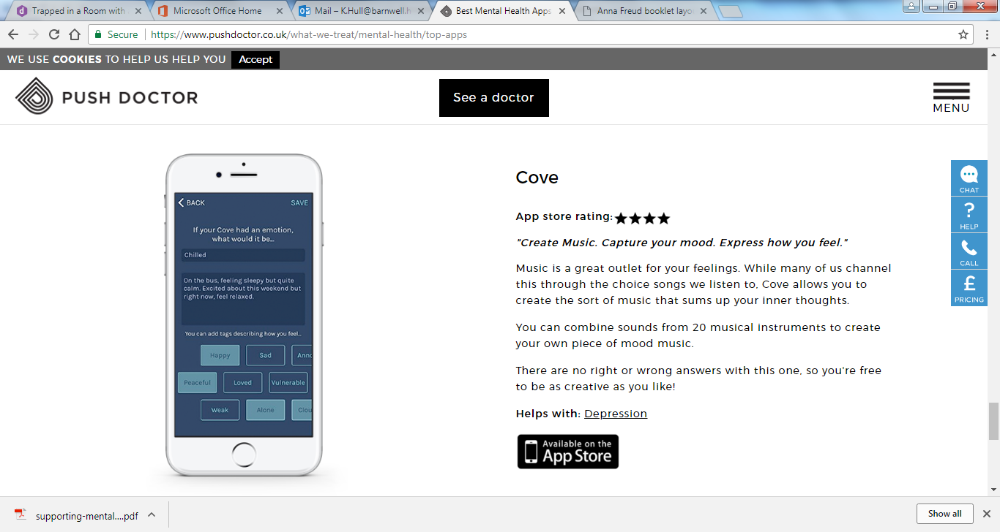 Trapped in a Room with
Microsoft Office Home
Mail – K.Hull@barnwell.h
Best Mental Health Apps
Anna Freud booklet layo
Secure
https://www.pushdoctor.co.uk/what-we-treat/mental-health/top-apps
WE USE COOKIES TO HELP US HELP YOU
Accept
PUSH DOCTOR
See a doctor
MENU
BACK
SAVE
If your Cove had an emotion,
what would it be...
Chilled
On the bus, feeling sleepy but quite
calm. Excited about this weekend but
right now, feel relaxed.
You can add tags describing how you feel...
Happy
Sad
Anno
Peaceful
Loved
Vulnerable
Weak
Alone
Clou
Cove
App store rating:
"Create Music. Capture your mood. Express how you feel."
Music is a great outlet for your feelings. While many of us channel
this through the choice songs we listen to, Cove allows you to
create the sort of music that sums up your inner thoughts.
You can combine sounds from 20 musical instruments to create
your own piece of mood music.
There are no right or wrong answers with this one, so you're free
to be as creative as you like!
Helps with: Depression
Available on the
App Store
CHAT
?
HELP
CALL
£
PRICING
supporting-mental....pdf
Show all